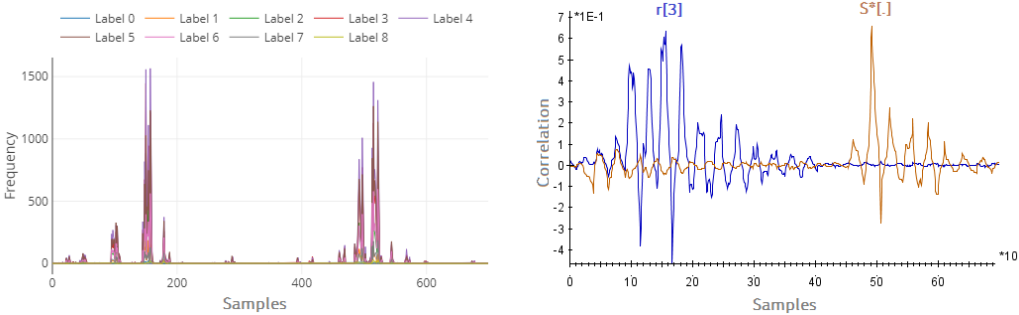 Label 0 Label 1 Label 2 Label 3 Label 4
Label 5 Label 6 Label 7 Label 8
1500
1000
500
0
Frequency
0 200 400 600
Samples
*1E-1
r[3] S*[.]
7
6
5
4
3
2
1
0
-1
-2
-3
-4
Correlation
0 10 20 30 40 50 60
*10
Samples